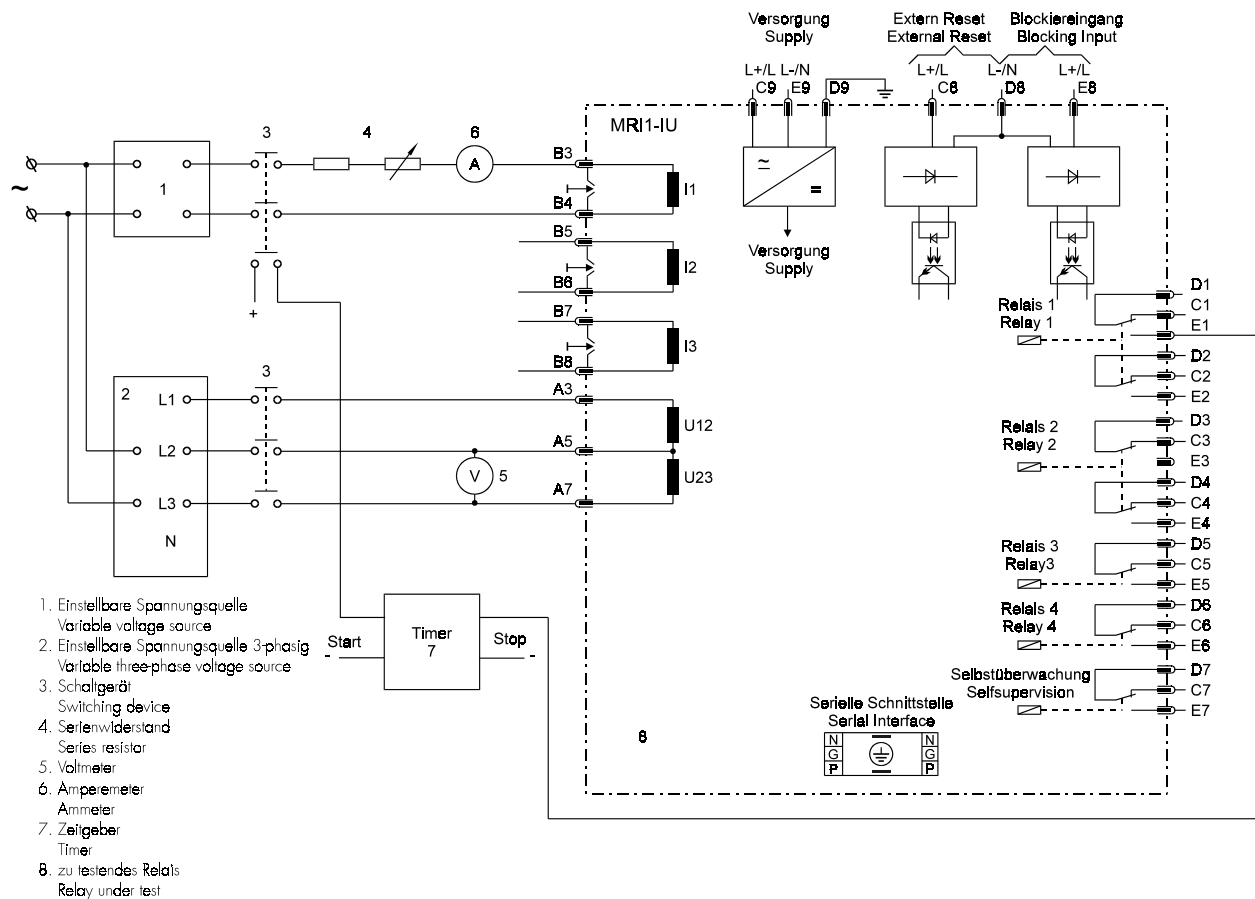 Versorgung
Supply
Extern Reset
External Reset
Blockiereingang
Blocking Input
L+/L L-/N
C9 E9 D9
L+/L
C8
L-/N
D8
L+/L
E8
MRI1-IU
3 4 6
~
1
A
B3
I1
B4
B5
I2
B6
B7
I3
B8
+
~
=
Versorgung
Supply
3
2
L1
L2
L3
N
A3
U12
A5
V 5
U23
A7
Relais 1
Relay 1
D1
C1
E1
D2
C2
E2
Relais 2
Relay 2
D3
C3
E3
D4
C4
E4
Relais 3
Relay3
D5
C5
E5
Relais 4
Relay 4
D6
C6
E6
Selbstüberwachung
Selfsupervision
D7
C7
E7
Start
-
Timer
7
Stop
-
8
Serielle Schnittstelle
Serial Interface
N N
G G
P P
1. Einstellbare Spannungsquelle
Variable voltage source
2. Einstellbare Spannungsquelle 3-phasig
Variable three-phase voltage source
3. Schaltgerät
Switching device
4. Serienwiderstand
Series resistor
5. Voltmeter
6. Amperemeter
Ammeter
7. Zeitgeber
Timer
8. zu testendes Relais
Relay under test